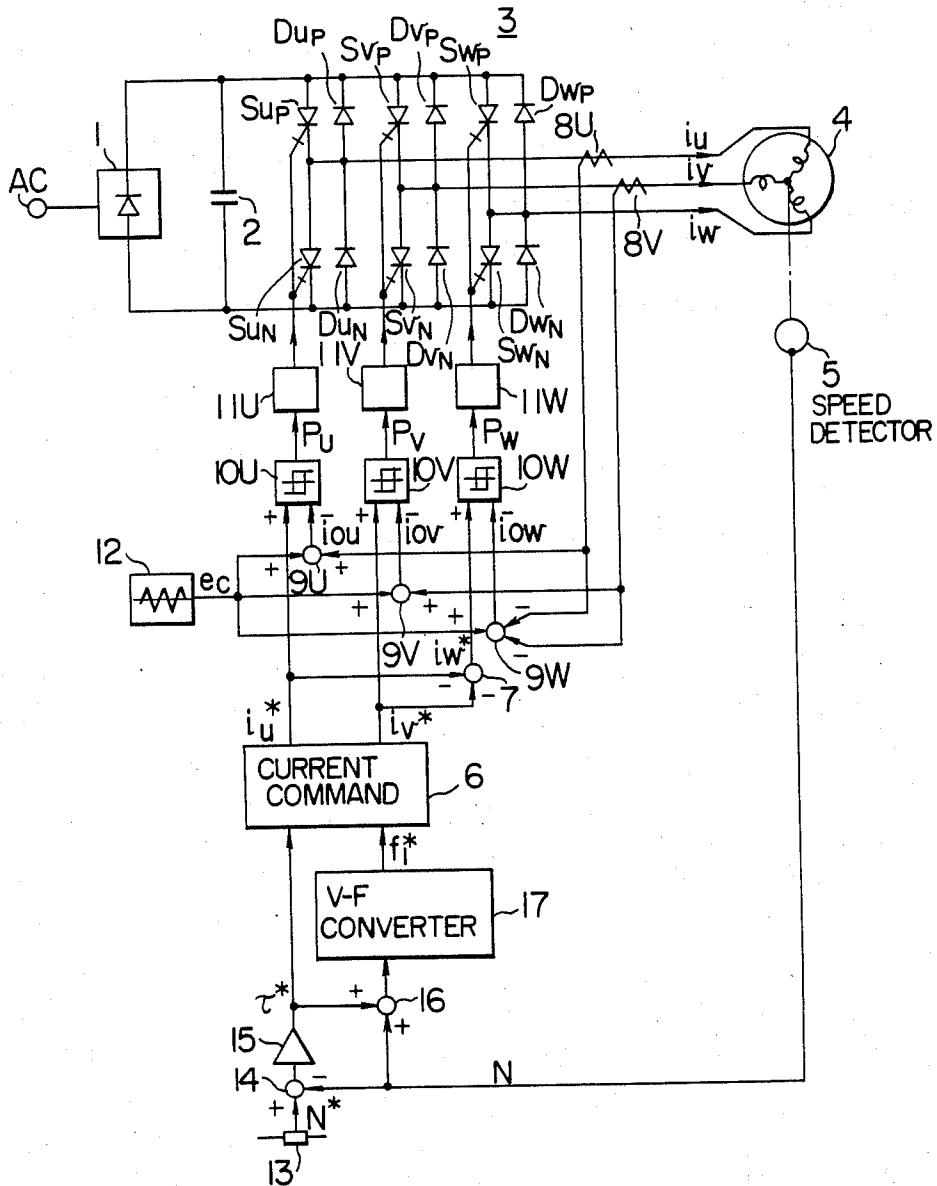 3
DuP
SvP
DvP
SwP
SuP
DwP
8U
iu
4
1
iv
AC
2
iw
8V
SuN
DuN
SvN
DvN
SwN
DwN
11U
11V
11W
5
SPEED
DETECTOR
PU
PV
PW
10U
10V
10W
+ − + − + −
iou
iov
iow
12
ec
+ 9U +
+ 9V +
+ − −
9W
iw*
− 7 −
iu*
iv*
CURRENT
COMMAND
6
f1*
V-F
CONVERTER
17
τ*
+ 16
+
15
14 −
N
+ N*
13